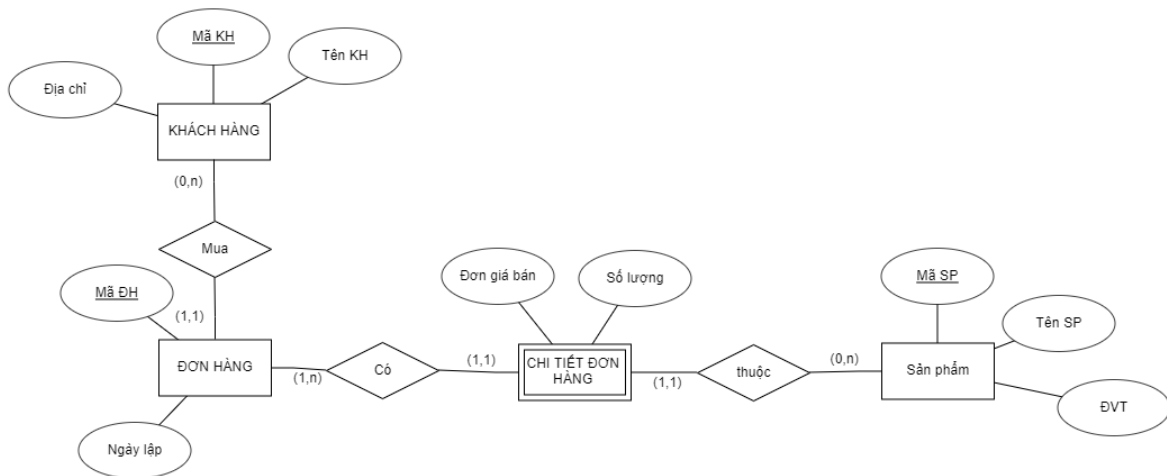 Mã KH
Tên KH
Địa chỉ
KHÁCH HÀNG
(0,n)
Mua
Mã ĐH
(1,1)
ĐƠN HÀNG
Ngày lập
(1,n)
Có
(1,1)
Đơn giá bán
Số lượng
CHI TIẾT ĐƠN
HÀNG
(1,1)
thuộc
(0,n)
Mã SP
Tên SP
Sản phẩm
ĐVT